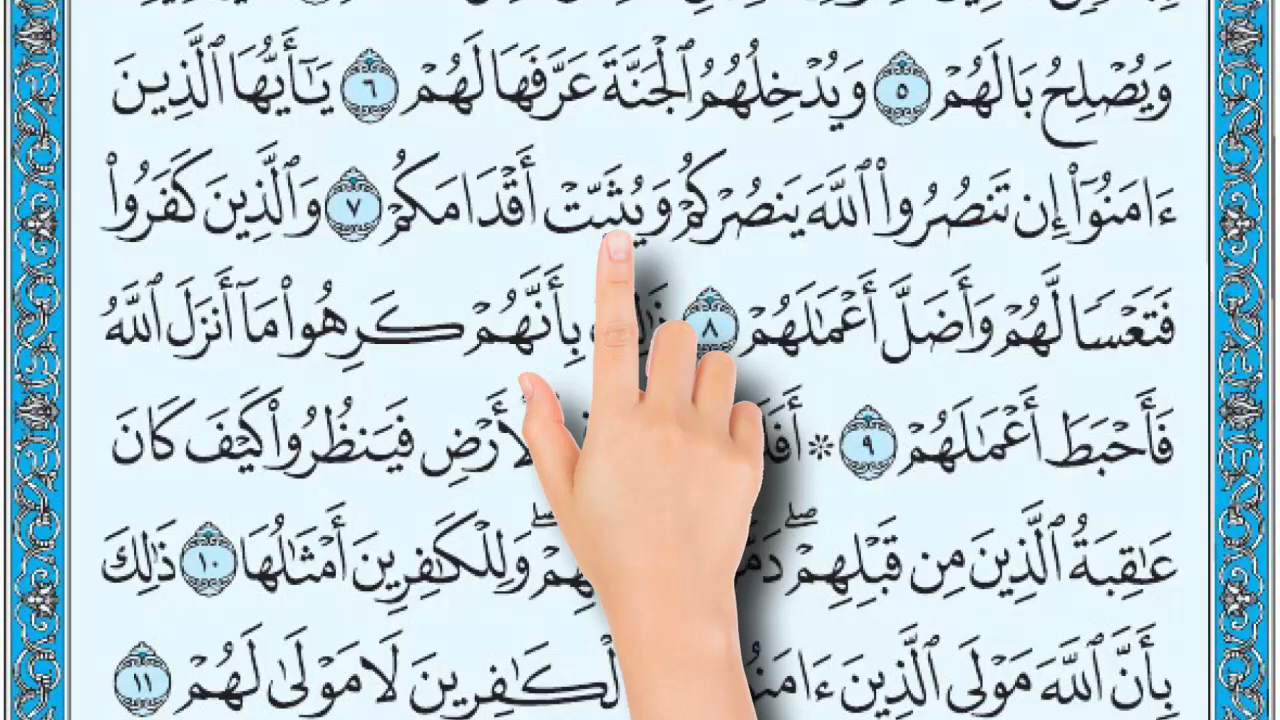 وَيُصْلِحُ بَالَهُمْ ٥ وَيُدْخِلُهُمُ ٱلْجَنَّةَ عَرَّفَهَا لَهُمْ ٦ يَـٰٓأَيُّهَا ٱلَّذِينَ
ءَامَنُوٓا۟ إِن تَنصُرُوا۟ ٱللَّهَ يَنصُرْكُمْ وَيُثَبِّتْ أَقْدَامَكُمْ ٧ وَٱلَّذِينَ كَفَرُوا۟
فَتَعْسًا لَّهُمْ وَأَضَلَّ أَعْمَـٰلَهُمْ ٨ بِأَنَّهُمْ كَرِهُوا۟ مَآ أَنزَلَ ٱللَّهُ
فَأَحْبَطَ أَعْمَـٰلَهُمْ ٩ ۞ فَيَنظُرُوا۟ كَيْفَ كَانَ
عَـٰقِبَةُ ٱلَّذِينَ مِن قَبْلِهِمْ ۖ وَلِلْكَـٰفِرِينَ أَمْثَـٰلُهَا ١٠ ذَٰلِكَ
بِأَنَّ ٱللَّهَ مَوْلَى ٱلَّذِينَ ٱلْكَـٰفِرِينَ لَا مَوْلَىٰ لَهُمْ ١١